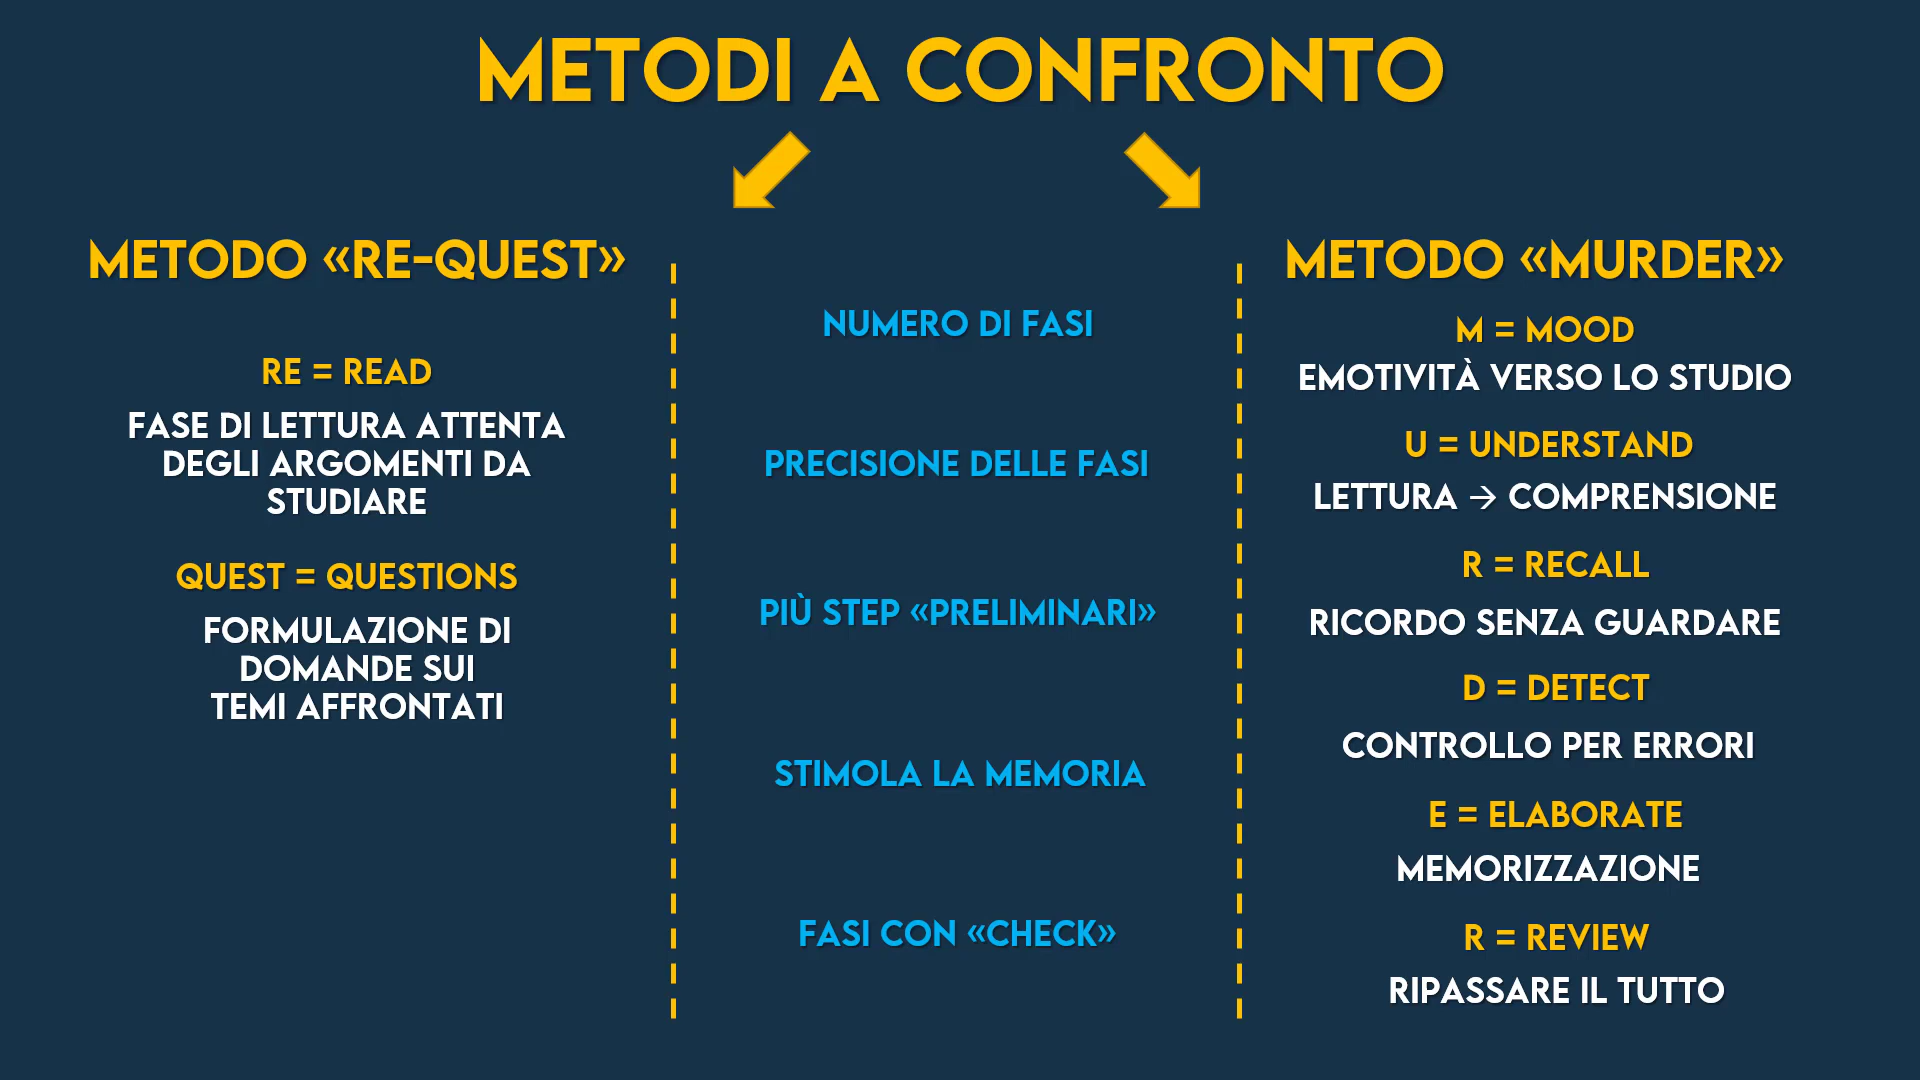 METODI A CONFRONTO
METODO «RE-QUEST»
RE = READ
FASE DI LETTURA ATTENTA
DEGLI ARGOMENTI DA
STUDIARE
QUEST = QUESTIONS
FORMULAZIONE DI
DOMANDE SUI
TEMI AFFRONTATI
NUMERO DI FASI
PRECISIONE DELLE FASI
PIÙ STEP «PRELIMINARI»
STIMOLA LA MEMORIA
FASI CON «CHECK»
METODO «MURDER»
M = MOOD
EMOTIVITÀ VERSO LO STUDIO
U = UNDERSTAND
LETTURA → COMPRENSIONE
R = RECALL
RICORDO SENZA GUARDARE
D = DETECT
CONTROLLO PER ERRORI
E = ELABORATE
MEMORIZZAZIONE
R = REVIEW
RIPASSARE IL TUTTO